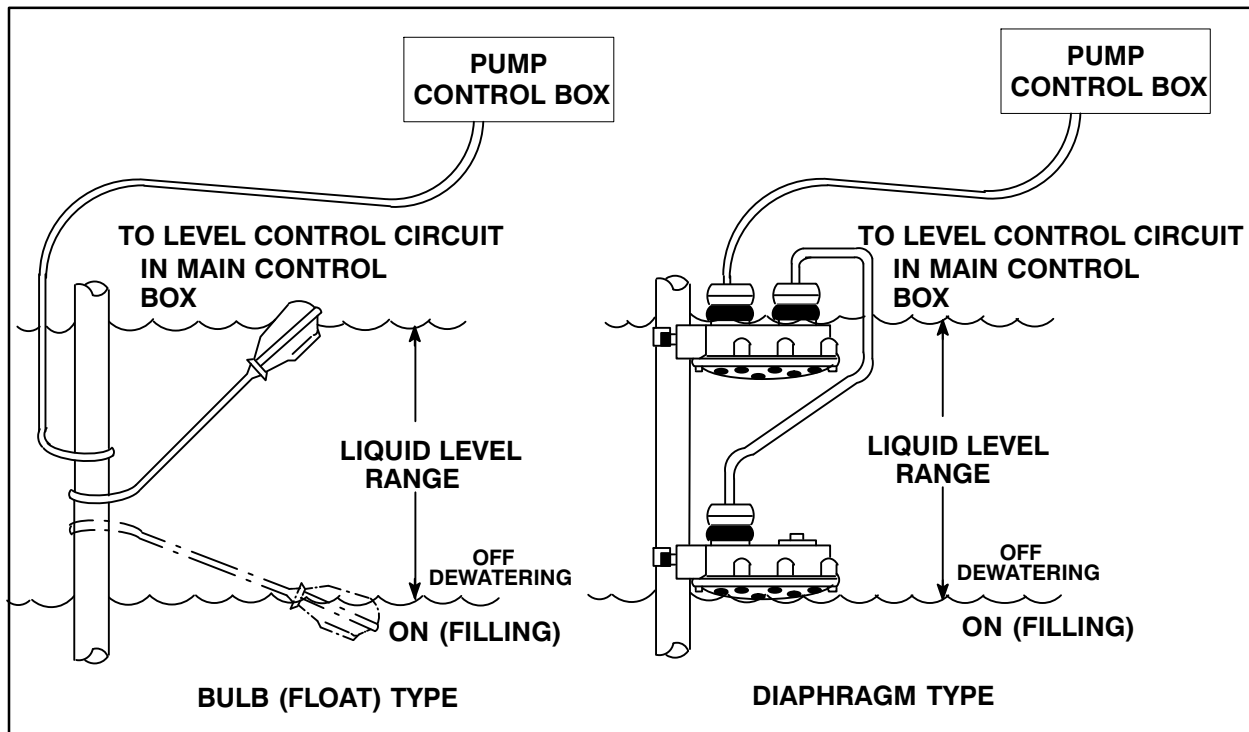 PUMP
CONTROL BOX
TO LEVEL CONTROL CIRCUIT
IN MAIN CONTROL
BOX
LIQUID LEVEL
RANGE
OFF
DEWATERING
ON (FILLING)
BULB (FLOAT) TYPE
PUMP
CONTROL BOX
TO LEVEL CONTROL CIRCUIT
IN MAIN CONTROL
BOX
LIQUID LEVEL
RANGE
OFF
DEWATERING
ON (FILLING)
DIAPHRAGM TYPE